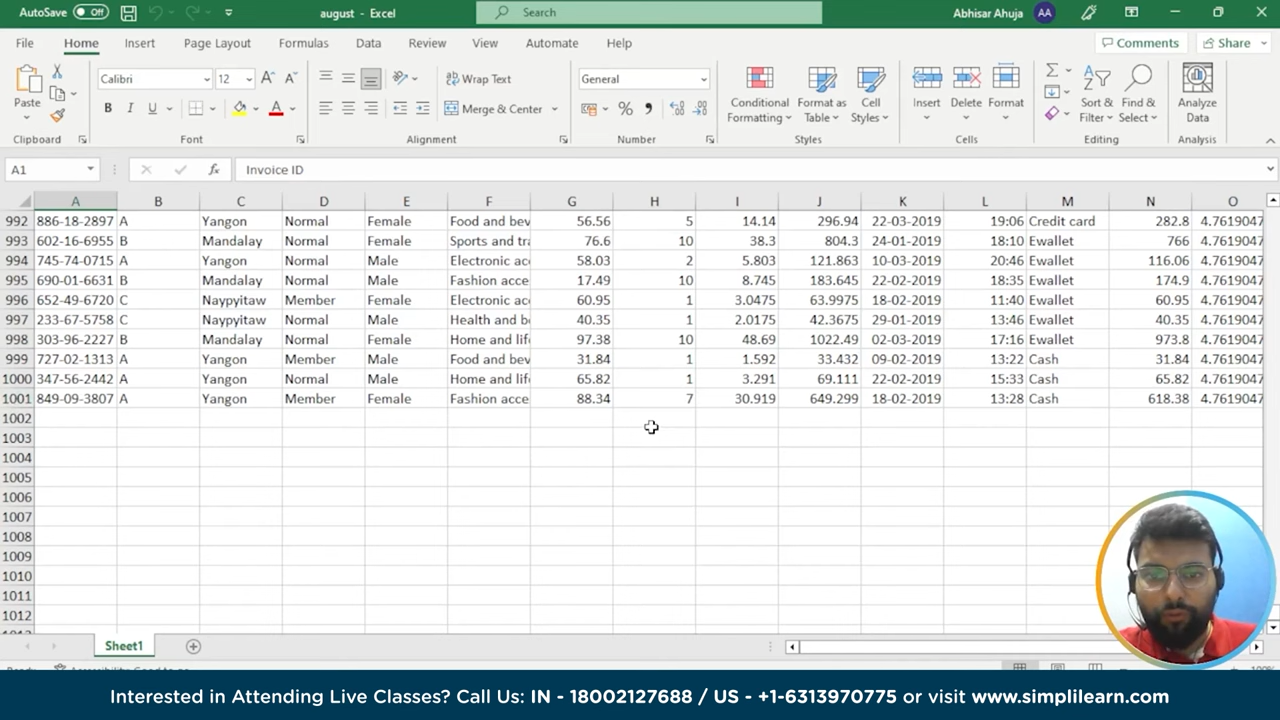 AutoSave Off august - Excel Search Abhisar Ahuja AA
File Home Insert Page Layout Formulas Data Review View Automate Help Comments Share
Paste Calibri 12 A A Wrap Text General Conditional Formatting Format as Table Cell Styles Insert Delete Format Sort & Filter Find & Select Analyze Data
B I U A Merge & Center % ,
Clipboard Font Alignment Number Styles Cells Editing Analysis
A1 fx Invoice ID
A B C D E F G H I J K L M N O
992 886-18-2897 A Yangon Normal Female Food and bev 56.56 5 14.14 296.94 22-03-2019 19:06 Credit card 282.8 4.7619047
993 602-16-6955 B Mandalay Normal Female Sports and tra 76.6 10 38.3 804.3 24-01-2019 18:10 Ewallet 766 4.7619047
994 745-74-0715 A Yangon Normal Male Electronic acc 58.03 2 5.803 121.863 10-03-2019 20:46 Ewallet 116.06 4.7619047
995 690-01-6631 B Mandalay Normal Male Fashion acce 17.49 10 8.745 183.645 22-02-2019 18:35 Ewallet 174.9 4.7619047
996 652-49-6720 C Naypyitaw Member Female Electronic acc 60.95 1 3.0475 63.9975 18-02-2019 11:40 Ewallet 60.95 4.7619047
997 233-67-5758 C Naypyitaw Normal Male Health and b 40.35 1 2.0175 42.3675 29-01-2019 13:46 Ewallet 40.35 4.7619047
998 303-96-2227 B Mandalay Normal Female Home and life 97.38 10 48.69 1022.49 02-03-2019 17:16 Ewallet 973.8 4.7619047
999 727-02-1313 A Yangon Member Male Food and bev 31.84 1 1.592 33.432 09-02-2019 13:22 Cash 31.84 4.7619047
1000 347-56-2442 A Yangon Normal Male Home and life 65.82 1 3.291 69.111 22-02-2019 15:33 Cash 65.82 4.7619047
1001 849-09-3807 A Yangon Member Female Fashion acce 88.34 7 30.919 649.299 18-02-2019 13:28 Cash 618.38 4.7619047
1002
1003
1004
1005
1006
1007
1008
1009
1010
1011
1012
Sheet1
Interested in Attending Live Classes? Call Us: IN - 18002127688 / US - +1-6313970775 or visit www.simplilearn.com